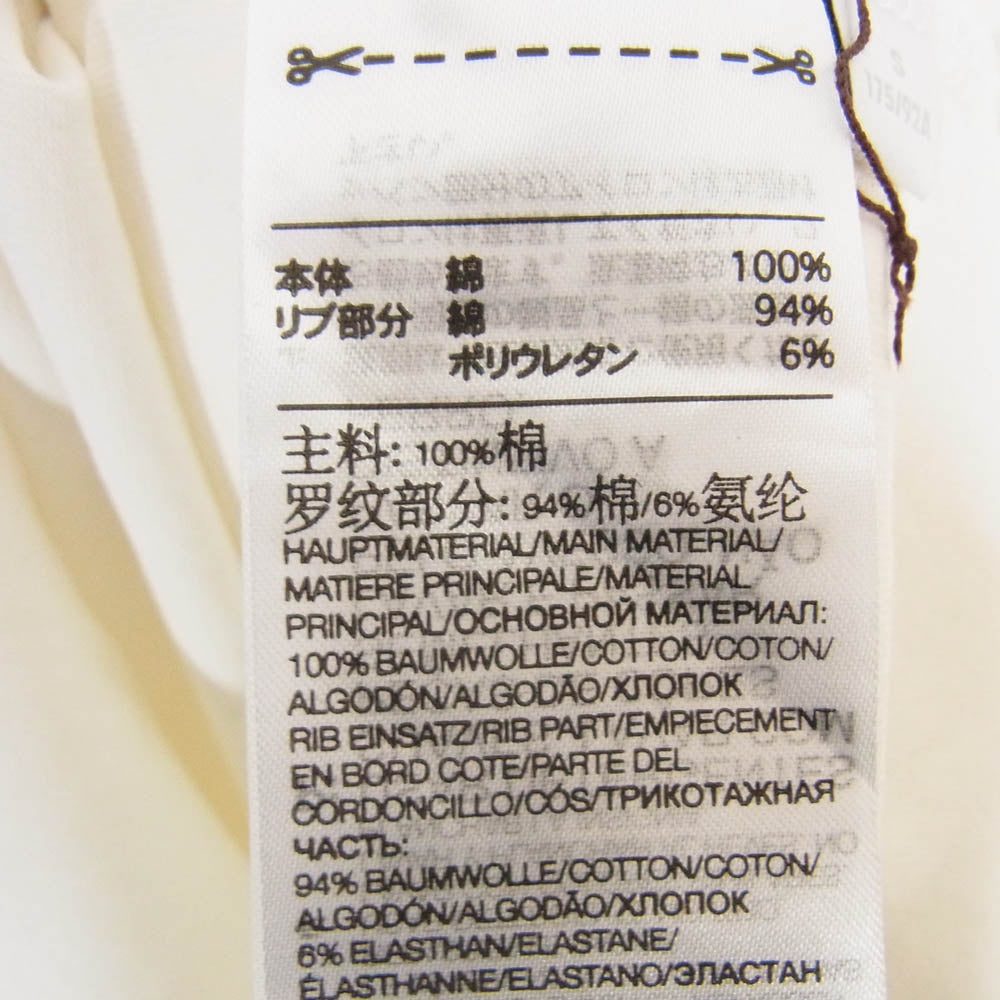 S
175/92A
本体 綿 100%
リブ部分 綿 94%
ポリウレタン 6%
主料: 100%棉
罗纹部分: 94%棉/6%氨纶
HAUPTMATERIAL/MAIN MATERIAL/
MATIERE PRINCIPALE/MATERIAL
PRINCIPAL/ОСНОВНОЙ МАТЕРИАЛ:
100% BAUMWOLLE/COTTON/COTON/
ALGODÓN/ALGODÃO/ХЛОПОК
RIB EINSATZ/RIB PART/EMPIECEMENT
EN BORD COTE/PARTE DEL
CORDONCILLO/CÓS/ТРИКОТАЖНАЯ
ЧАСТЬ:
94% BAUMWOLLE/COTTON/COTON/
ALGODÓN/ALGODÃO/ХЛОПОК
6% ELASTHAN/ELASTANE/
ÉLASTHANNE/ELASTANO/ЭЛАСТАН